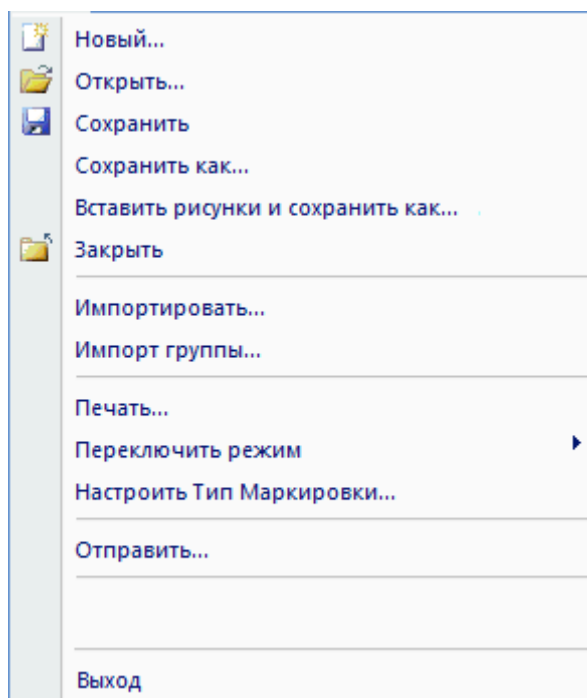 Новый...
Открыть...
Сохранить
Сохранить как...
Вставить рисунки и сохранить как...
Закрыть
Импортировать...
Импорт группы...
Печать...
Переключить режим
Настроить Тип Маркировки...
Отправить...
Выход